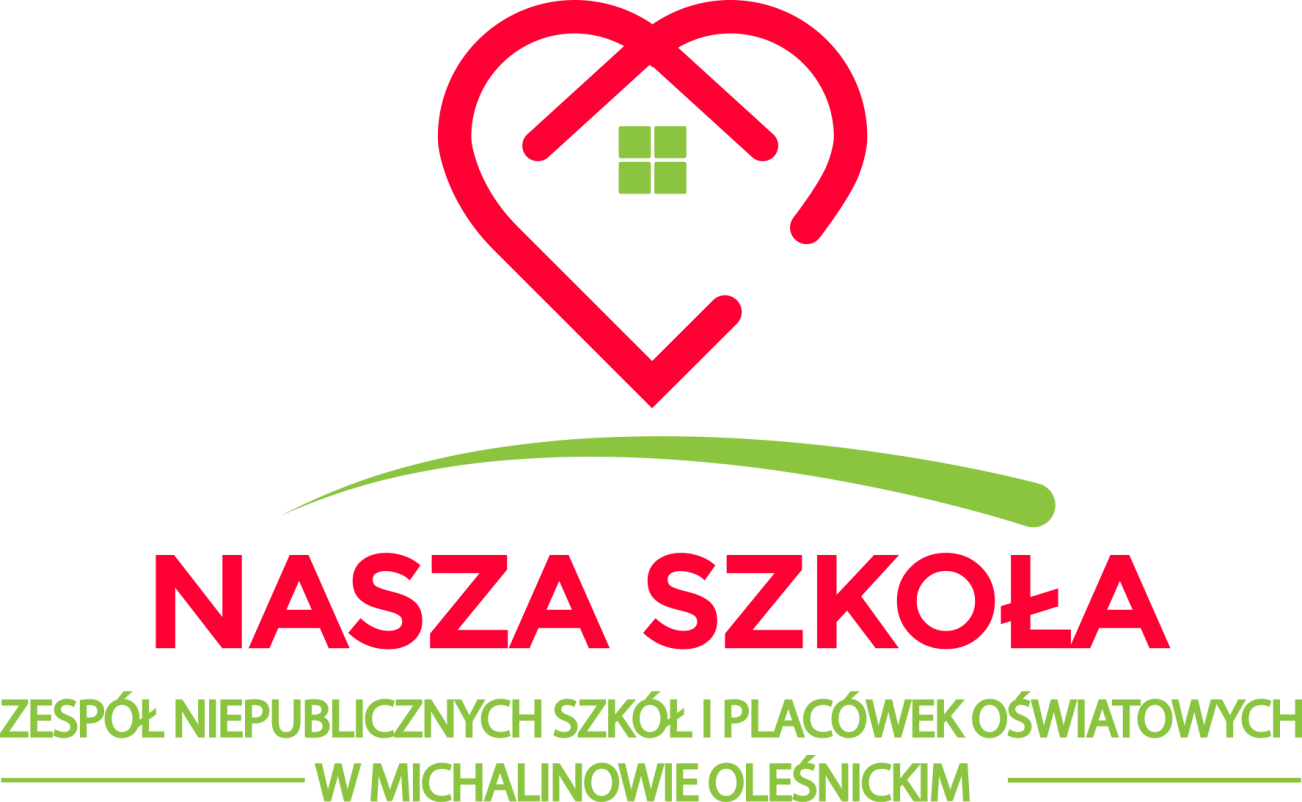 NASZA SZKOŁA
ZESPÓŁ NIEPUBLICZNYCH SZKÓŁ I PLACÓWEK OŚWIATOWYCH
W MICHALINOWIE OLEŚNICKIM